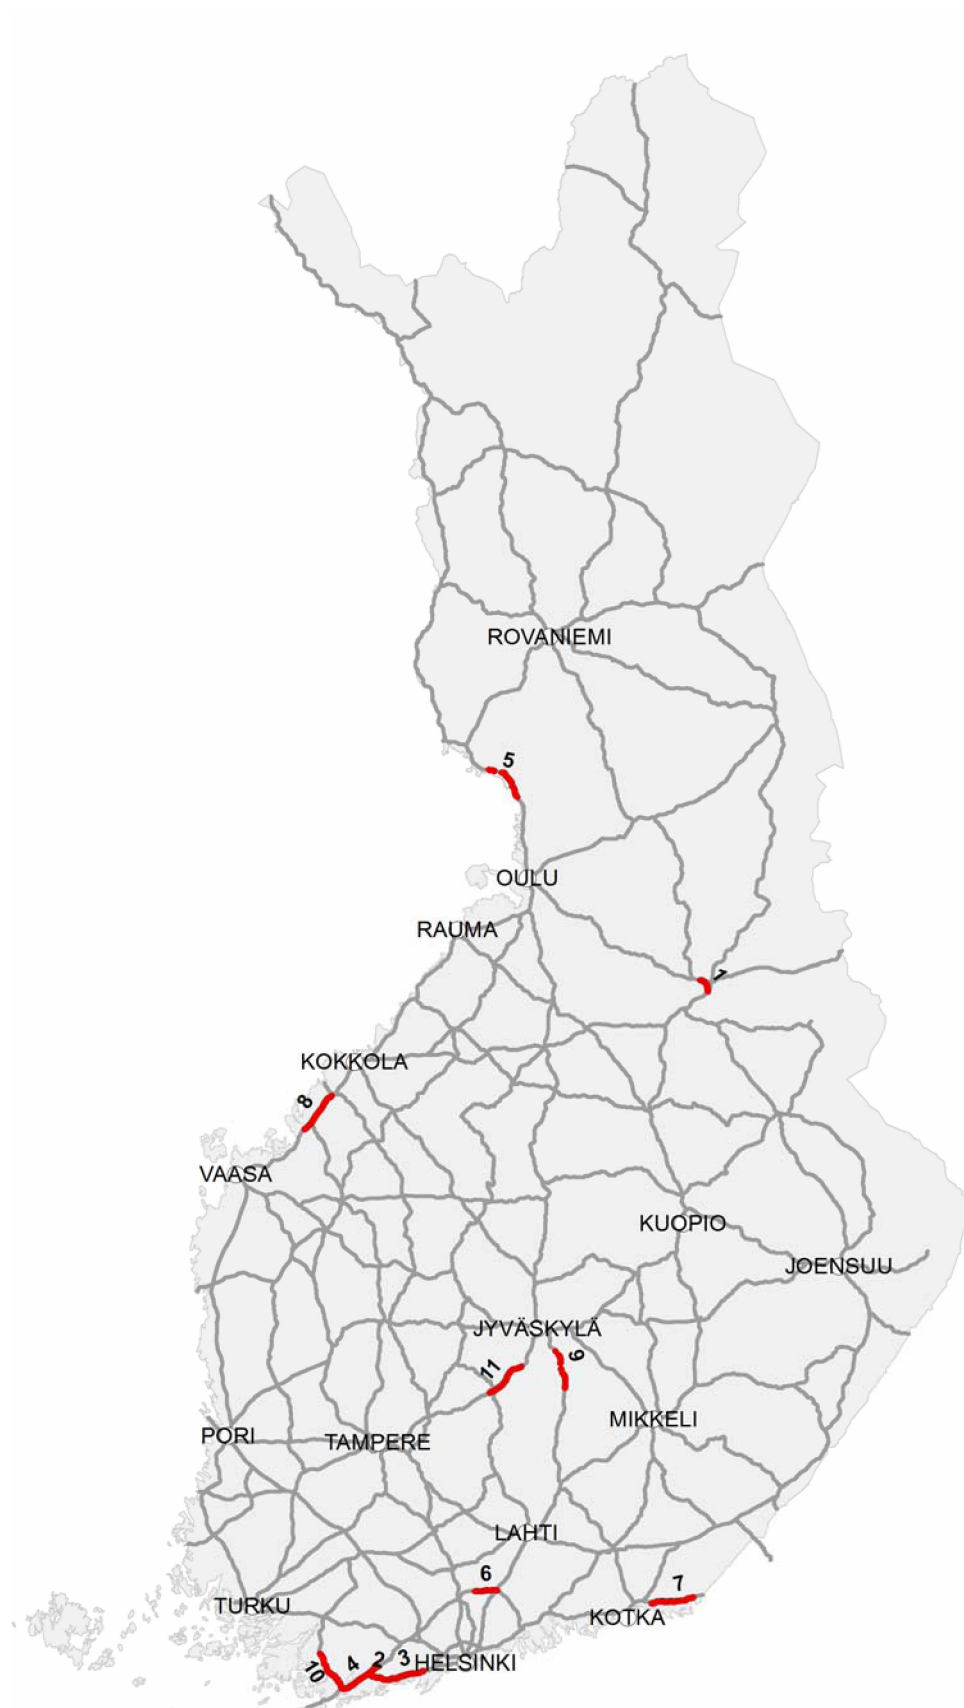 ROVANIEMI
5
OULU
RAUMA
1
KOKKOLA
8
VAASA
KUOPIO
JOENSUU
JYVÄSKYLÄ
9
11
MIKKELI
PORI
TAMPERE
LAHTI
6
7
TURKU
KOTKA
10
4
2
3
HELSINKI